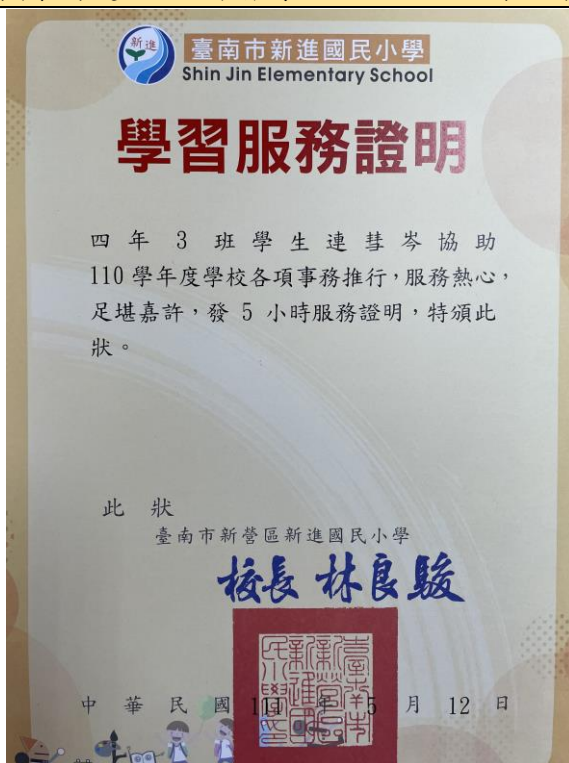 新進
臺南市新進國民小學
Shin Jin Elementary School
學習服務證明
四年 3 班學生連彗岑協助
110 學年度學校各項事務推行，服務熱心，
足堪嘉許，發 5 小時服務證明，特頒此
狀。
此 狀
臺南市新營區新進國民小學
校長 林良駿
中 華 民 國 111 年 5 月 12 日